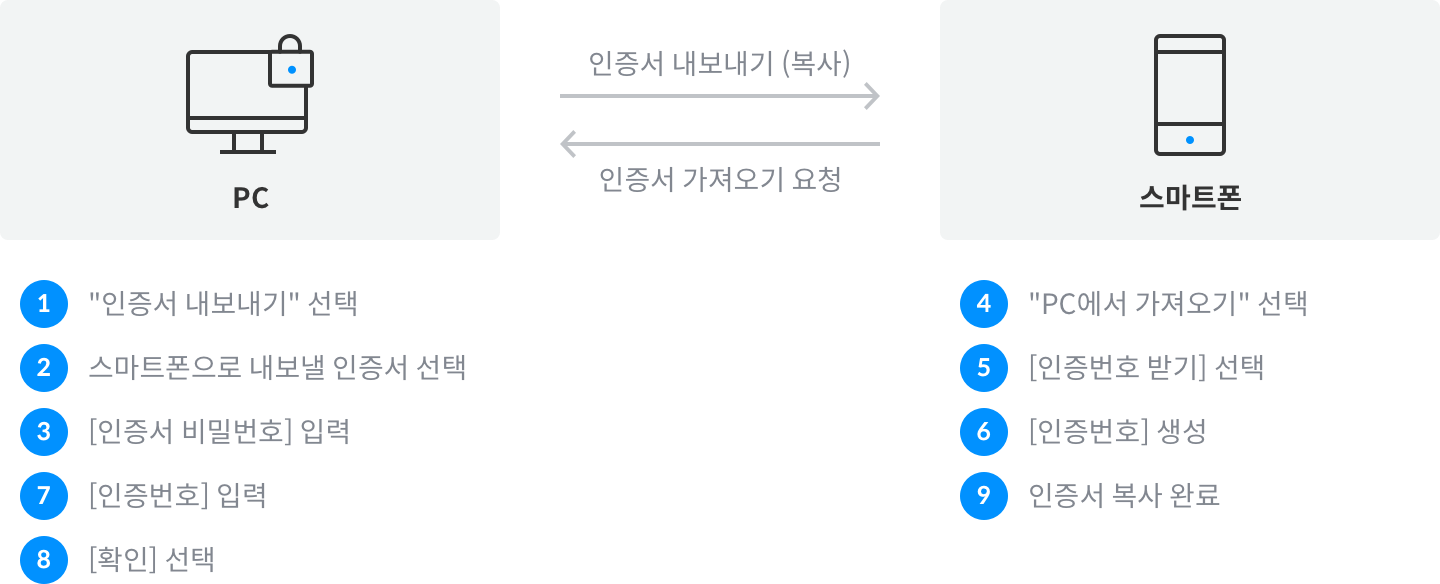 인증서 내보내기 (복사)
인증서 가져오기 요청
PC
스마트폰
1 "인증서 내보내기" 선택
2 스마트폰으로 내보낼 인증서 선택
3 [인증서 비밀번호] 입력
7 [인증번호] 입력
8 [확인] 선택
4 "PC에서 가져오기" 선택
5 [인증번호 받기] 선택
6 [인증번호] 생성
9 인증서 복사 완료